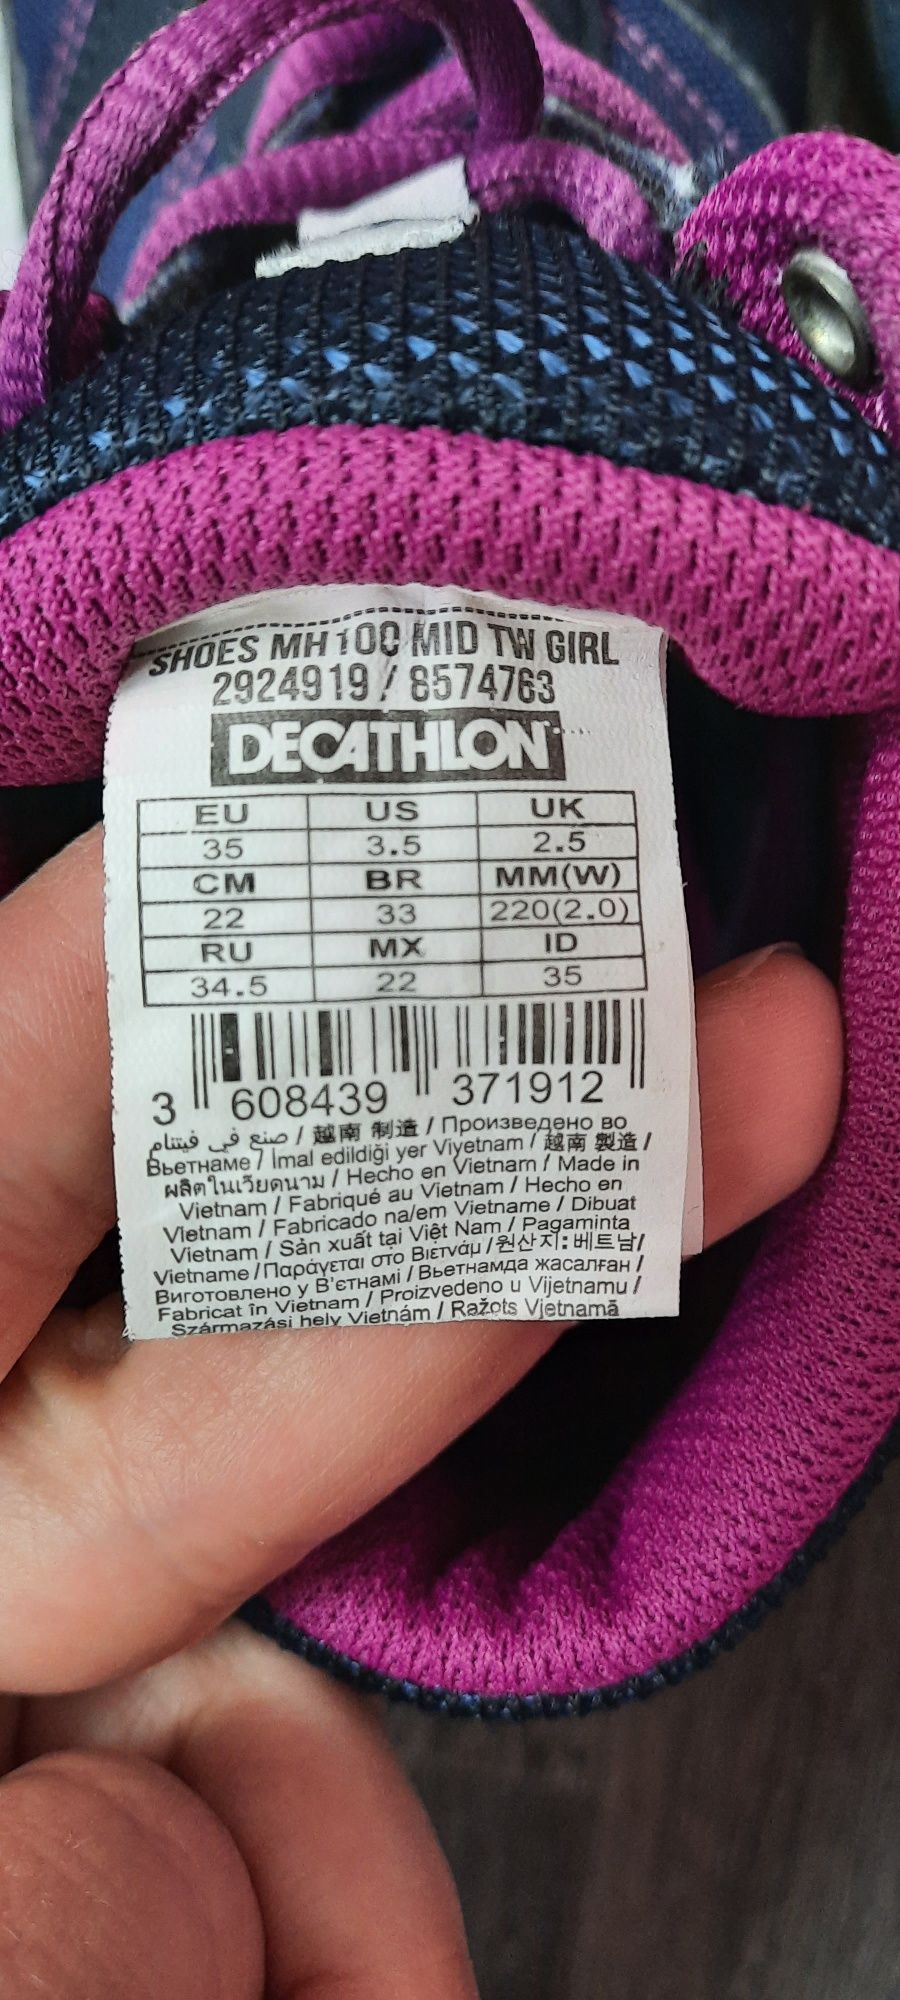 SHOES MH 100 MID TW GIRL
2924919 / 8574763
DECATHLON
EU US UK
35 3.5 2.5
CM BR MM(W)
22 33 220(2.0)
RU MX ID
34.5 22 35
3 608439 371912
صنع في فيتنام / 越南 制造 / Произведено во
Вьетнаме / İmal edildiği yer Viyetnam / 越南 製造 /
ผลิตในเวียดนาม / Hecho en Vietnam / Made in
Vietnam / Fabriqué au Vietnam / Hecho en
Vietnam / Fabricado na/em Vietname / Dibuat
Vietnam / Sản xuất tại Việt Nam / Pagaminta
Vietname / Παράγεται στο Βιετνάμ / 원산지: 베트남 /
Виготовлено у В'єтнамі / Вьетнамда жасалған /
Fabricat în Vietnam / Proizvedeno u Vijetnamu /
Származási hely Vietnám / Ražots Vjetnamā